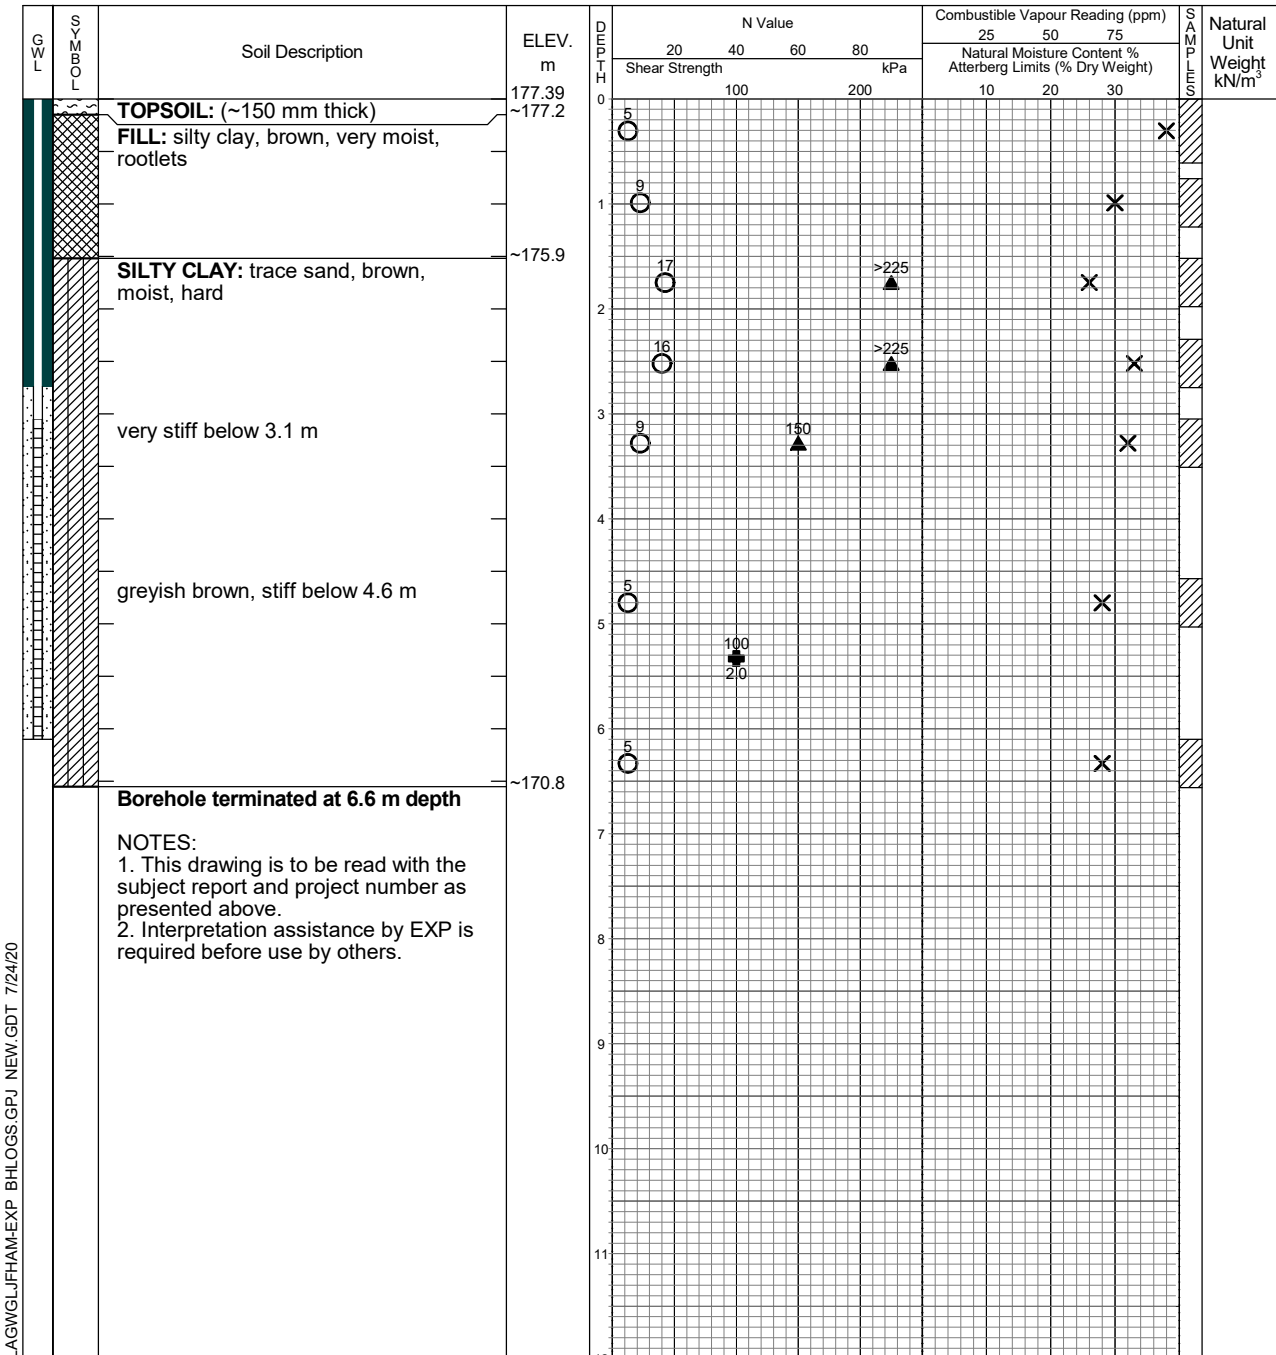 GWL
SYMBOL
Soil Description
ELEV.
m
177.39
DEPTH
N Value
20 40 60 80
Shear Strength kPa
100 200
Combustible Vapour Reading (ppm)
25 50 75
Natural Moisture Content %
Atterberg Limits (% Dry Weight)
10 20 30
SAMPLES
Natural
Unit
Weight
kN/m³
0
TOPSOIL: (~150 mm thick)
~177.2
5
FILL: silty clay, brown, very moist,
rootlets
9
1
~175.9
SILTY CLAY: trace sand, brown,
moist, hard
17 >225
2
16 >225
3
very stiff below 3.1 m
9 150
4
greyish brown, stiff below 4.6 m
5
5
100
2.0
6
5
~170.8
Borehole terminated at 6.6 m depth
7
NOTES:
1. This drawing is to be read with the
subject report and project number as
presented above.
2. Interpretation assistance by EXP is
required before use by others.
8
9
10
11
AGWGLJFHAM-EXP BHLOGS.GPJ NEW.GDT 7/24/20